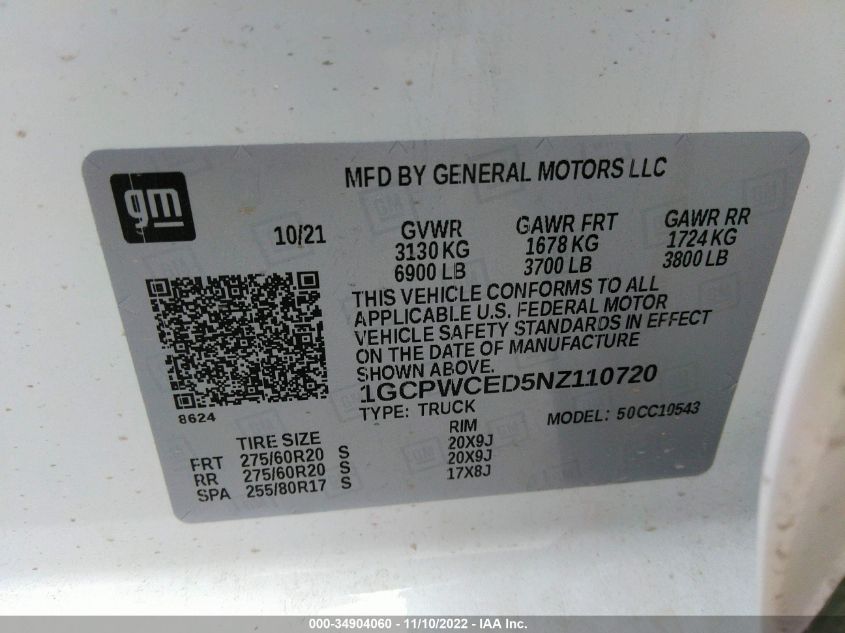 gm
MFD BY GENERAL MOTORS LLC
10/21
GVWR GAWR FRT GAWR RR
3130 KG 1678 KG 1724 KG
6900 LB 3700 LB 3800 LB
THIS VEHICLE CONFORMS TO ALL
APPLICABLE U.S. FEDERAL MOTOR
VEHICLE SAFETY STANDARDS IN EFFECT
ON THE DATE OF MANUFACTURE
SHOWN ABOVE.
1GCPWCED5NZ110720
8624
TYPE: TRUCK MODEL: 50CC10543
TIRE SIZE RIM
FRT 275/60R20 S 20X9J
RR 275/60R20 S 20X9J
SPA 255/80R17 S 17X8J
000-34904060 - 11/10/2022 - IAA Inc.